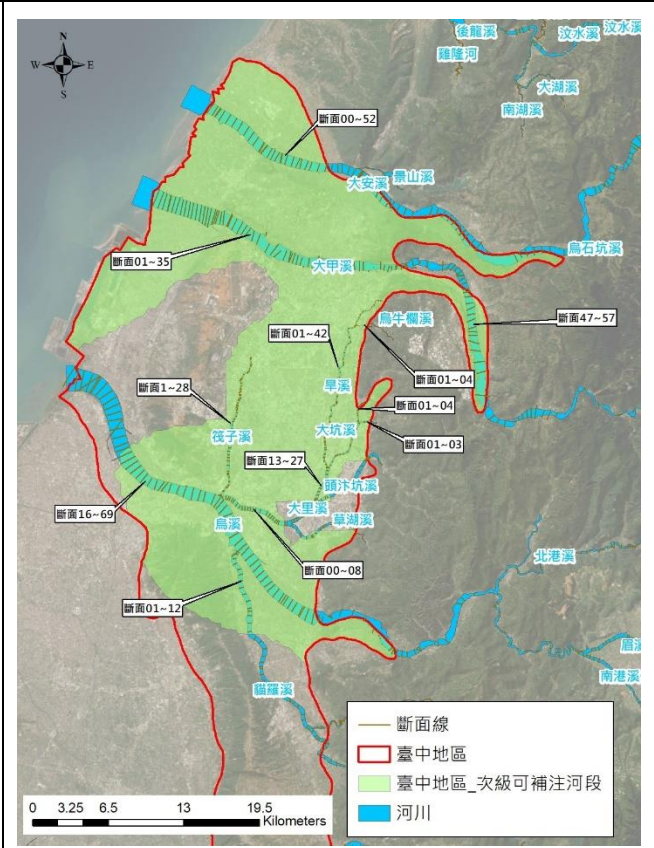 N
W
E
S
後龍溪
汶水溪
汶水溪
雞隆河
大湖溪
南湖溪
斷面00~52
大安溪
景山溪
烏石坑溪
大甲溪
斷面01~35
斷面47~57
烏牛欄溪
斷面01~42
斷面01~04
旱溪
斷面1~28
斷面01~04
筏子溪
大坑溪
斷面01~03
斷面13~27
頭汴坑溪
大里溪
草湖溪
烏溪
斷面16~69
斷面00~08
北港溪
斷面01~12
眉溪
南港溪
貓羅溪
斷面線
臺中地區
臺中地區_次級可補注河段
河川
0 3.25 6.5 13 19.5
Kilometers